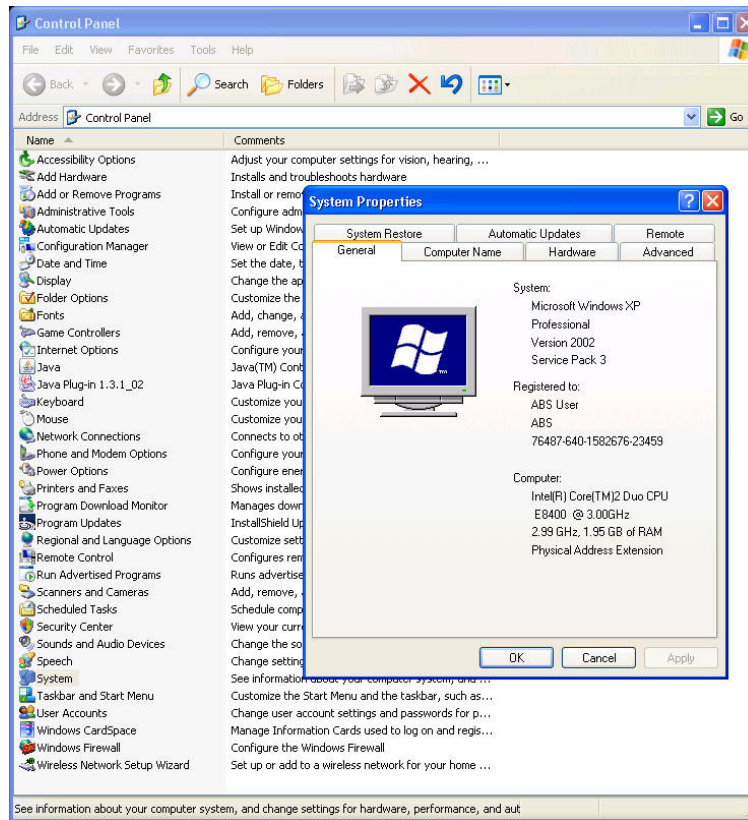 Control Panel
File Edit View Favorites Tools Help
Back Search Folders
Address Control Panel Go
Name Comments
Accessibility Options Adjust your computer settings for vision, hearing, ...
Add Hardware Installs and troubleshoots hardware
Add or Remove Programs Install or remo
Administrative Tools Configure adm
Automatic Updates Set up Window
Configuration Manager View or Edit Co
Date and Time Set the date, t
Display Change the ap
Folder Options Customize the
Fonts Add, change, a
Game Controllers Add, remove,
Internet Options Configure your
Java Java(TM) Cont
Java Plug-in 1.3.1_02 Java Plug-in Co
Keyboard Customize you
Mouse Customize you
Network Connections Connects to ot
Phone and Modem Options Configure your
Power Options Configure ener
Printers and Faxes Shows installed
Program Download Monitor Manages down
Program Updates InstallShield Up
Regional and Language Options Customize sett
Remote Control Configures rem
Run Advertised Programs Runs advertise
Scanners and Cameras Add, remove,
Scheduled Tasks Schedule comp
Security Center View your curr
Sounds and Audio Devices Change the so
Speech Change setting
System See information about your computer system, and ...
Taskbar and Start Menu Customize the Start Menu and the taskbar, such as...
User Accounts Change user account settings and passwords for p...
Windows CardSpace Manage Information Cards used to log on and regis...
Windows Firewall Configure the Windows Firewall
Wireless Network Setup Wizard Set up or add to a wireless network for your home ...
See information about your computer system, and change settings for hardware, performance, and aut
System Properties
System Restore Automatic Updates Remote
General Computer Name Hardware Advanced
System:
Microsoft Windows XP
Professional
Version 2002
Service Pack 3
Registered to:
ABS User
ABS
76487-640-1582676-23459
Computer:
Intel(R) Core(TM)2 Duo CPU
E8400 @ 3.00GHz
2.99 GHz, 1.95 GB of RAM
Physical Address Extension
OK Cancel Apply